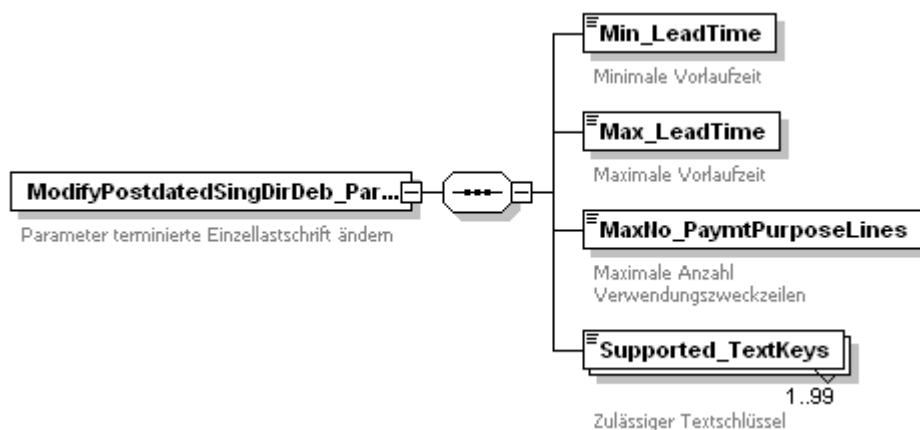 Min_LeadTime
Minimale Vorlaufzeit
Max_LeadTime
Maximale Vorlaufzeit
ModifyPostdatedSingDirDeb_Par...
Parameter terminierte Einzellastschrift ändern
MaxNo_PaymtPurposeLines
Maximale Anzahl
Verwendungszweckzeilen
Supported_TextKeys
1..99
Zulässiger Textschlüssel